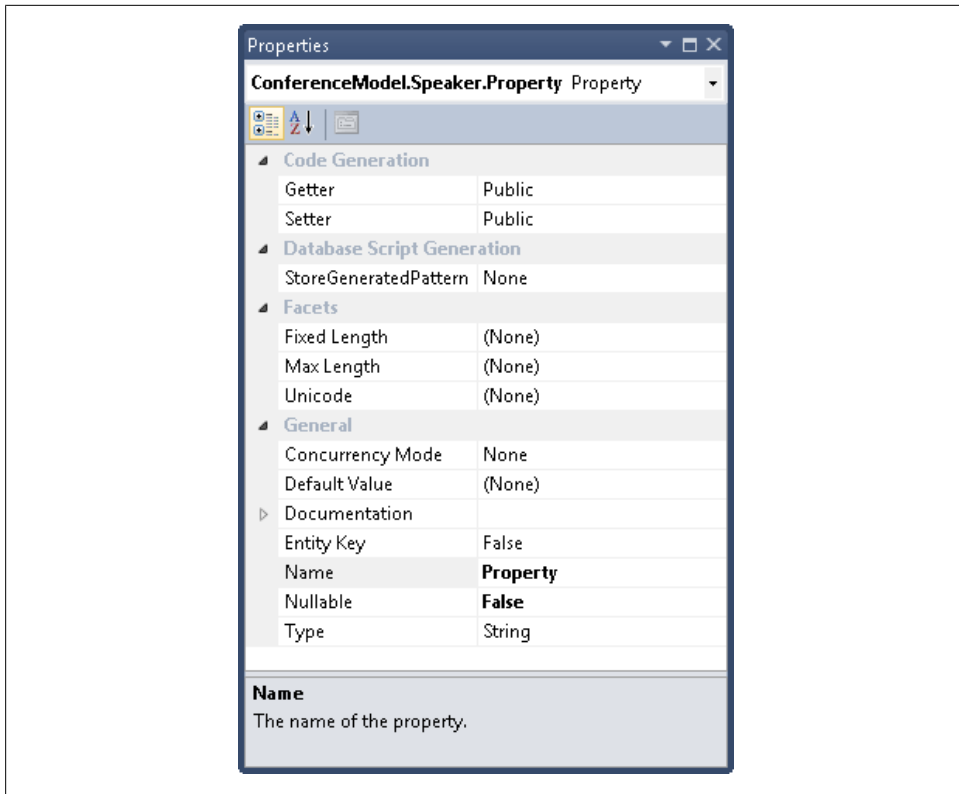 Properties
ConferenceModel.Speaker.Property Property
Code Generation
Getter Public
Setter Public
Database Script Generation
StoreGeneratedPattern None
Facets
Fixed Length (None)
Max Length (None)
Unicode (None)
General
Concurrency Mode None
Default Value (None)
Documentation
Entity Key False
Name Property
Nullable False
Type String
Name
The name of the property.